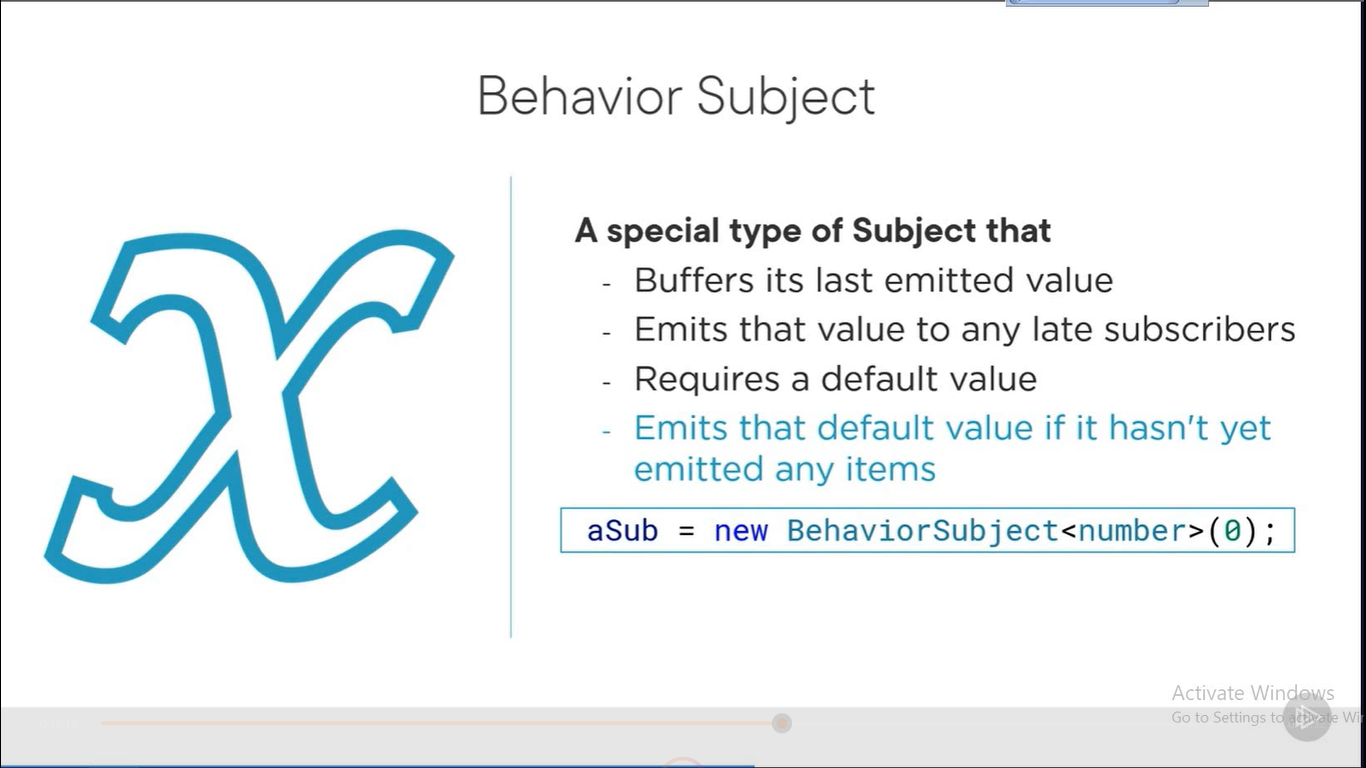 Behavior Subject
A special type of Subject that
- Buffers its last emitted value
- Emits that value to any late subscribers
- Requires a default value
- Emits that default value if it hasn't yet
emitted any items
aSub = new BehaviorSubject<number>(0);
Activate Windows
Go to Settings to activate Wi